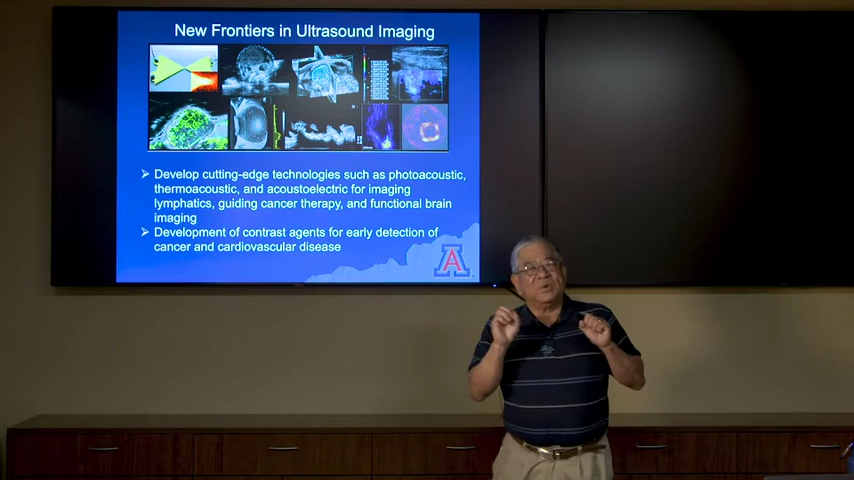 New Frontiers in Ultrasound Imaging
Develop cutting-edge technologies such as photoacoustic,
thermoacoustic, and acoustoelectric for imaging
lymphatics, guiding cancer therapy, and functional brain
imaging
Development of contrast agents for early detection of
cancer and cardiovascular disease
A